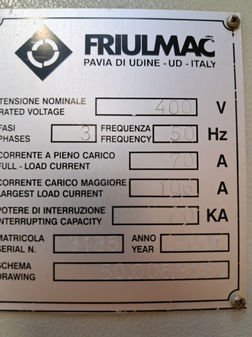 FRIULMAC
PAVIA DI UDINE - UD - ITALY
TENSIONE NOMINALE
RATED VOLTAGE 400 V
FASI
PHASES 3 FREQUENZA
FREQUENCY 50 Hz
CORRENTE A PIENO CARICO
FULL - LOAD CURRENT 70 A
CORRENTE CARICO MAGGIORE
LARGEST LOAD CURRENT A
POTERE DI INTERRUZIONE
INTERRUPTING CAPACITY KA
MATRICOLA
SERIAL N. ANNO
YEAR
SCHEMA
DRAWING